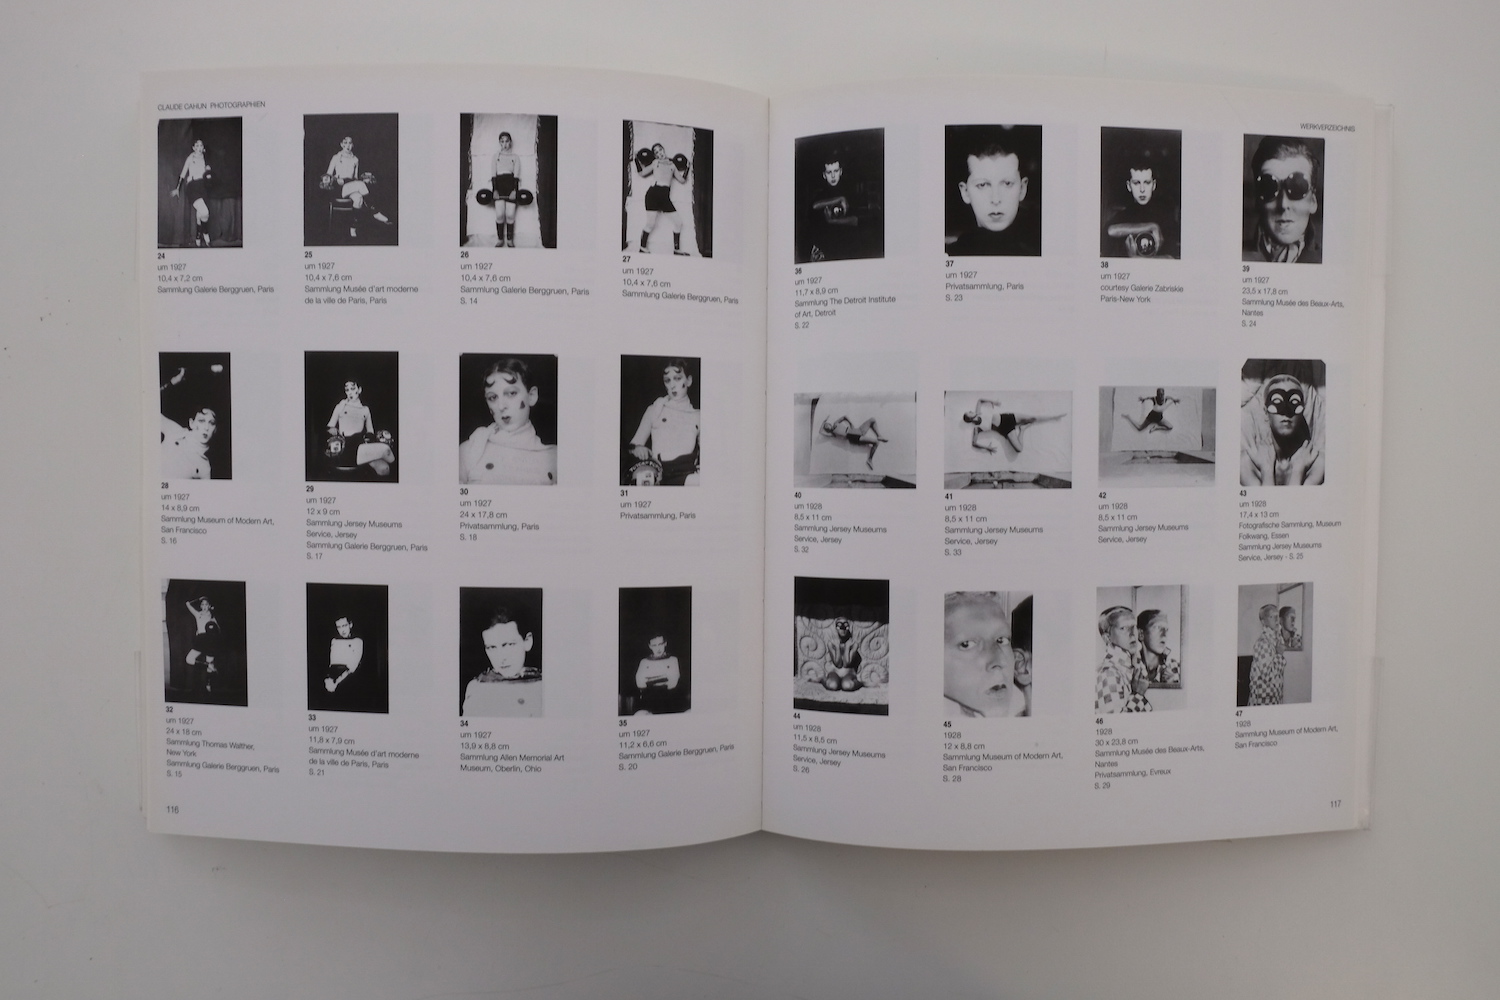 CLAUDE CAHUN PHOTOGRAPHIEN
24
um 1927
10,4 x 7,2 cm
Sammlung Galerie Berggruen, Paris
25
um 1927
10,4 x 7,6 cm
Sammlung Musée d'art moderne
de la ville de Paris, Paris
26
um 1927
10,4 x 7,6 cm
Sammlung Galerie Berggruen, Paris
S. 14
27
um 1927
10,4 x 7,6 cm
Sammlung Galerie Berggruen, Paris
28
um 1927
14 x 8,9 cm
Sammlung Museum of Modern Art,
San Francisco
S. 16
29
um 1927
12 x 9 cm
Sammlung Jersey Museums
Service, Jersey
Sammlung Galerie Berggruen, Paris
S. 17
30
um 1927
24 x 17,8 cm
Privatsammlung, Paris
S. 18
31
um 1927
Privatsammlung, Paris
32
um 1927
24 x 18 cm
Sammlung Thomas Walther,
New York
Sammlung Galerie Berggruen, Paris
S. 15
33
um 1927
11,8 x 7,9 cm
Sammlung Musée d'art moderne
de la ville de Paris, Paris
S. 21
34
um 1927
13,9 x 8,8 cm
Sammlung Allen Memorial Art
Museum, Oberlin, Ohio
35
um 1927
11,2 x 6,6 cm
Sammlung Galerie Berggruen, Paris
S. 20
116
WERKVERZEICHNIS
36
um 1927
11,7 x 8,9 cm
Sammlung The Detroit Institute
of Art, Detroit
S. 22
37
um 1927
Privatsammlung, Paris
S. 23
38
um 1927
courtesy Galerie Zabriskie
Paris-New York
39
um 1927
23,5 x 17,8 cm
Sammlung Musée des Beaux-Arts,
Nantes
S. 24
40
um 1928
8,5 x 11 cm
Sammlung Jersey Museums
Service, Jersey
S. 32
41
um 1928
8,5 x 11 cm
Sammlung Jersey Museums
Service, Jersey
S. 33
42
um 1928
8,5 x 11 cm
Sammlung Jersey Museums
Service, Jersey
43
um 1928
17,4 x 13 cm
Fotografische Sammlung, Museum
Folkwang, Essen
Sammlung Jersey Museums
Service, Jersey - S. 25
44
um 1928
11,5 x 8,5 cm
Sammlung Jersey Museums
Service, Jersey
S. 26
45
1928
12 x 8,8 cm
Sammlung Museum of Modern Art,
San Francisco
S. 28
46
1928
30 x 23,8 cm
Sammlung Musée des Beaux-Arts,
Nantes
Privatsammlung, Evreux
S. 29
47
1928
Sammlung Museum of Modern Art,
San Francisco
117